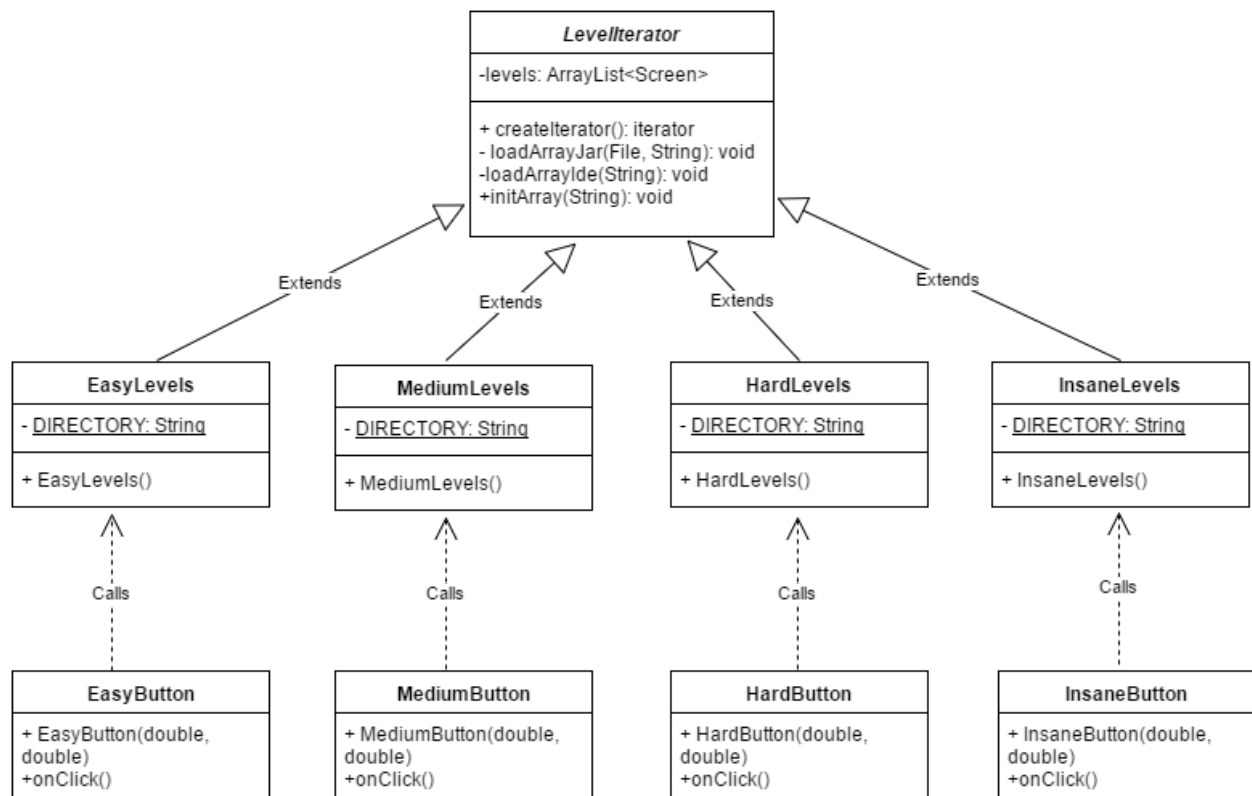 LevelIterator
-levels: ArrayList<Screen>
+ createIterator(): iterator
- loadArrayJar(File, String): void
-loadArrayIde(String): void
+initArray(String): void
Extends
Extends
Extends
Extends
EasyLevels
- DIRECTORY: String
+ EasyLevels()
MediumLevels
- DIRECTORY: String
+ MediumLevels()
HardLevels
- DIRECTORY: String
+ HardLevels()
InsaneLevels
- DIRECTORY: String
+ InsaneLevels()
Calls
Calls
Calls
Calls
EasyButton
+ EasyButton(double,
double)
+onClick()
MediumButton
+ MediumButton(double,
double)
+onClick()
HardButton
+ HardButton(double,
double)
+onClick()
InsaneButton
+ InsaneButton(double,
double)
+onClick()